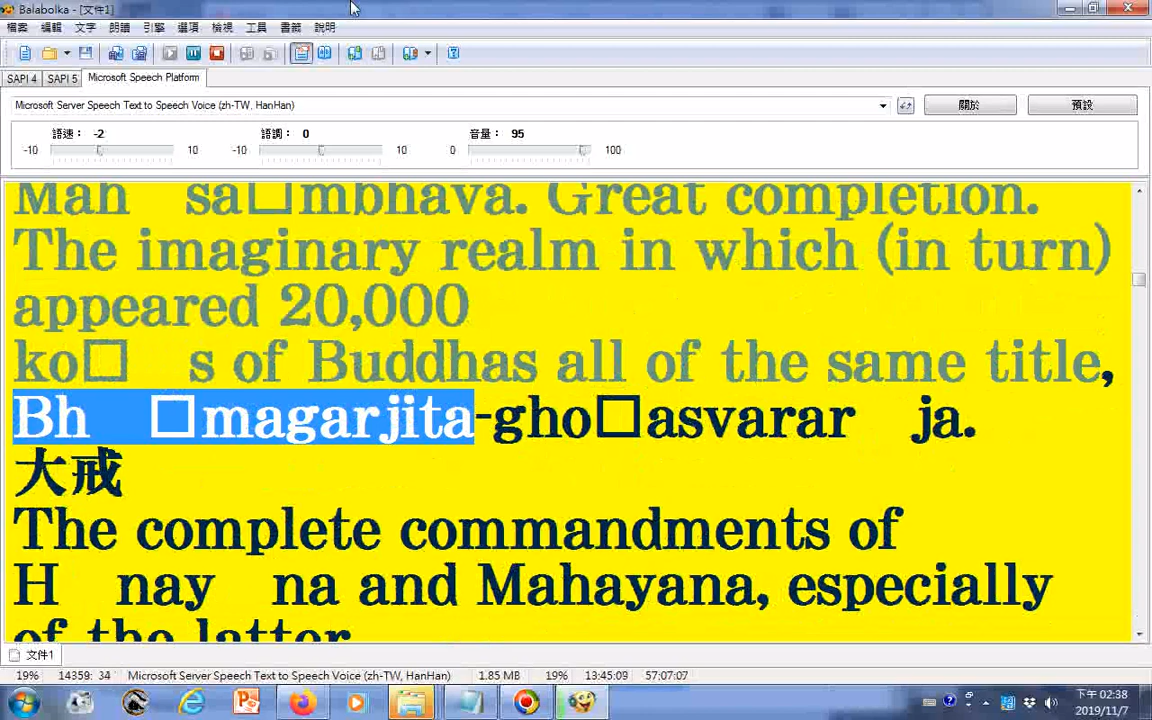 Balabolka - [文件1]
檔案 編輯 文字 朗讀 引擎 選項 檢視 工具 書籤 說明
SAPI 4 SAPI 5 Microsoft Speech Platform
Microsoft Server Speech Text to Speech Voice (zh-TW, HanHan) 關於 預設
語速： -2 語調： 0 音量： 95
-10 10 -10 10 0 100
Mah sa□mbhava. Great completion.
The imaginary realm in which (in turn)
appeared 20,000
ko□ s of Buddhas all of the same title,
Bh □magarjita-gho□asvarar ja.
大戒
The complete commandments of
H nay na and Mahayana, especially
of the latter
文件1
19% 14359: 34 Microsoft Server Speech Text to Speech Voice (zh-TW, HanHan) 1.85 MB 19% 13:45:09 57:07:07
下午 02:38
2019/11/7